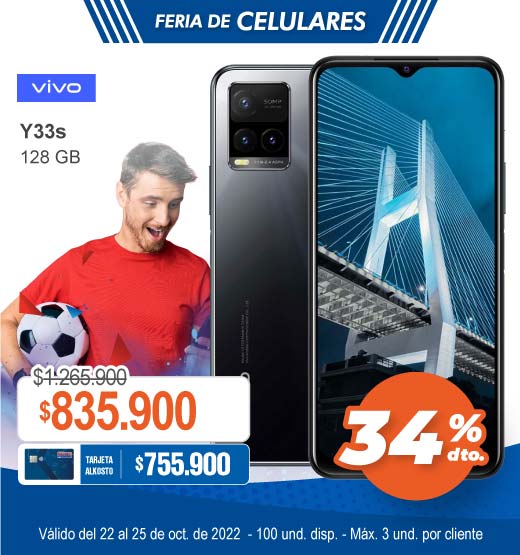 FERIA DE CELULARES
vivo
Y33s
128 GB
50MP
$1.265.900
$835.900
TARJETA
ALKOSTO
$755.900
34%
dto.
Válido del 22 al 25 de oct. de 2022 - 100 und. disp. - Máx. 3 und. por cliente